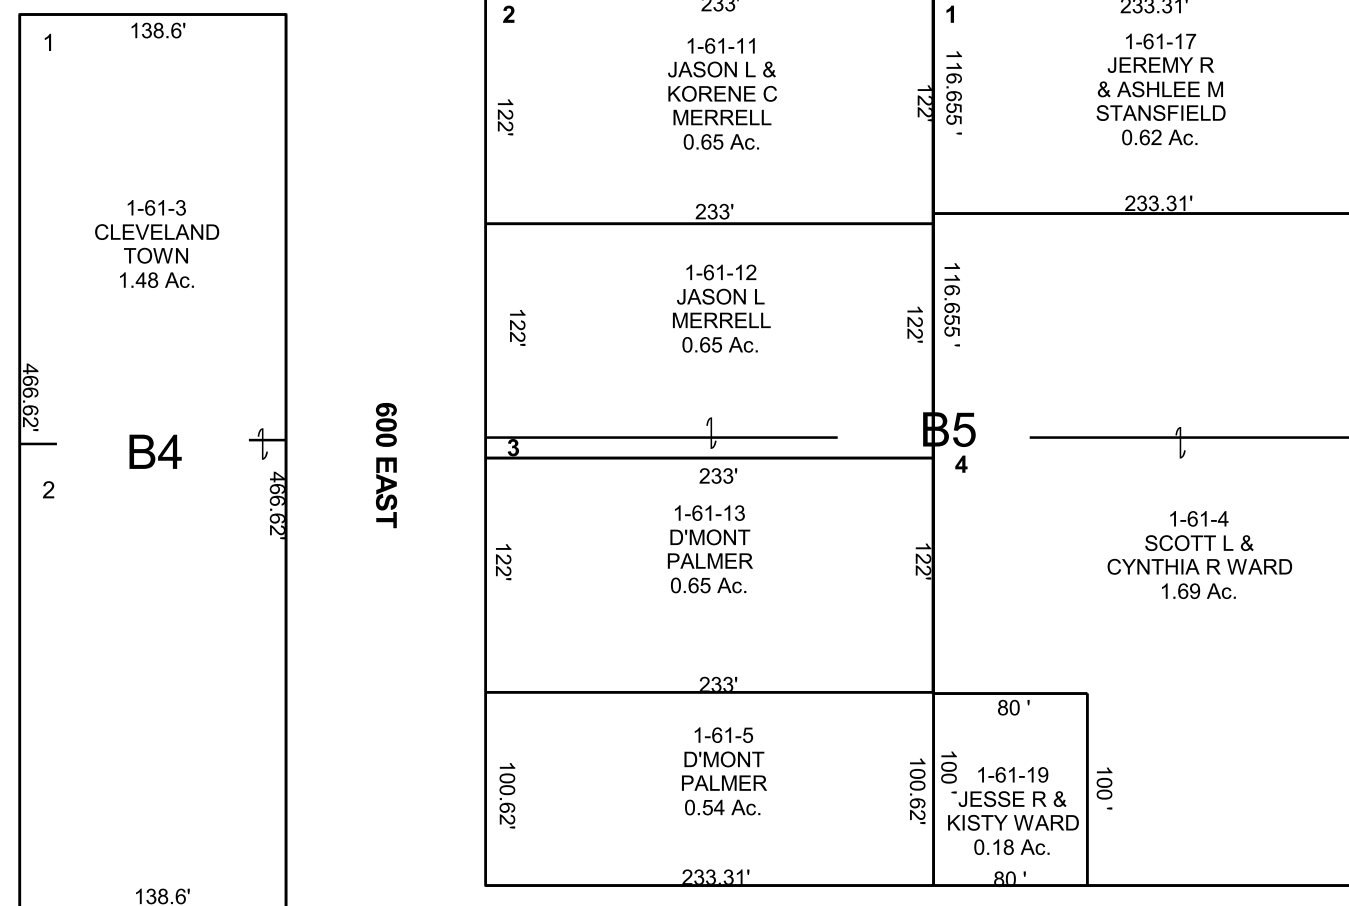 138.6'
1
1-61-3
CLEVELAND
TOWN
1.48 Ac.
466.62'
B4
466.62'
2
138.6'
600 EAST
2
233'
1-61-11
JASON L &
KORENE C
MERRELL
0.65 Ac.
122'
122'
233'
1-61-12
JASON L
MERRELL
0.65 Ac.
122'
122'
3
233'
1-61-13
D'MONT
PALMER
0.65 Ac.
122'
122'
233'
1-61-5
D'MONT
PALMER
0.54 Ac.
100.62'
100.62'
233.31'
1
233.31'
1-61-17
JEREMY R
& ASHLEE M
STANSFIELD
0.62 Ac.
116.655 '
233.31'
116.655 '
B5
4
1-61-4
SCOTT L &
CYNTHIA R WARD
1.69 Ac.
80 '
100 '
1-61-19
JESSE R &
KISTY WARD
0.18 Ac.
100 '
80 '